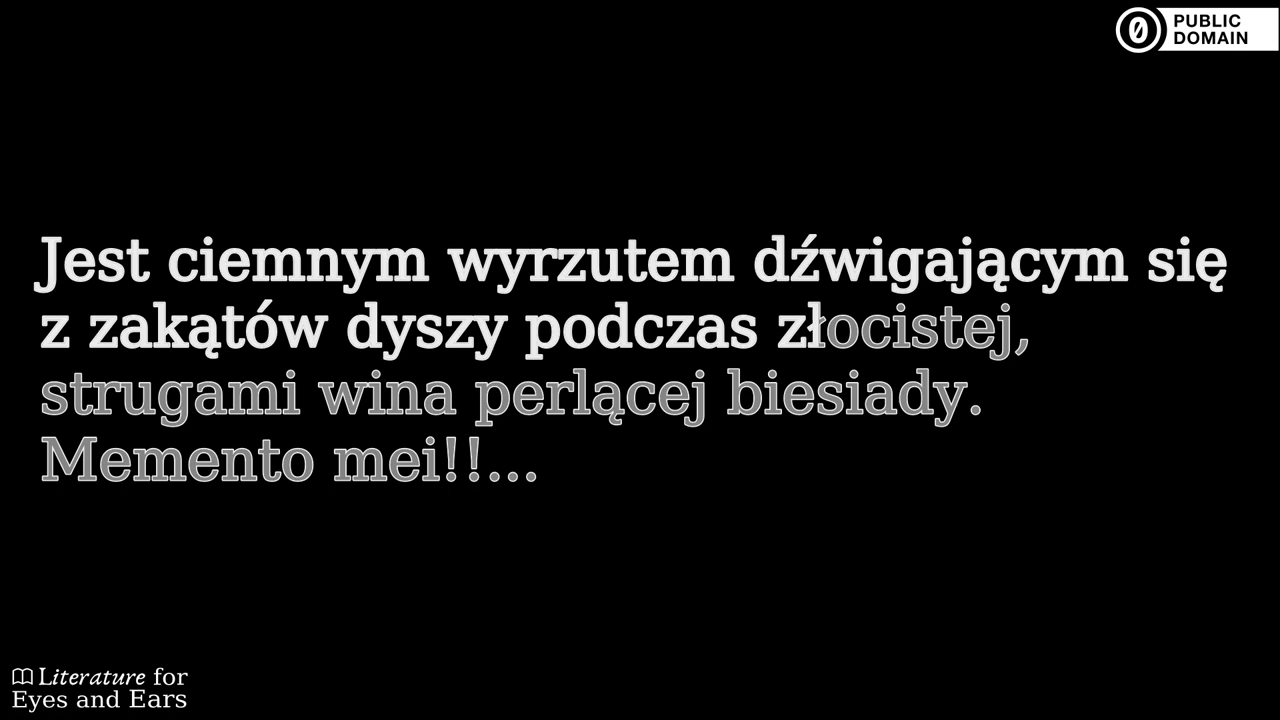 PUBLIC
DOMAIN
Jest ciemnym wyrzutem dźwigającym się
z zakątów dyszy podczas złocistej,
strugami wina perlącej biesiady.
Memento mei!!...
Literature for
Eyes and Ears